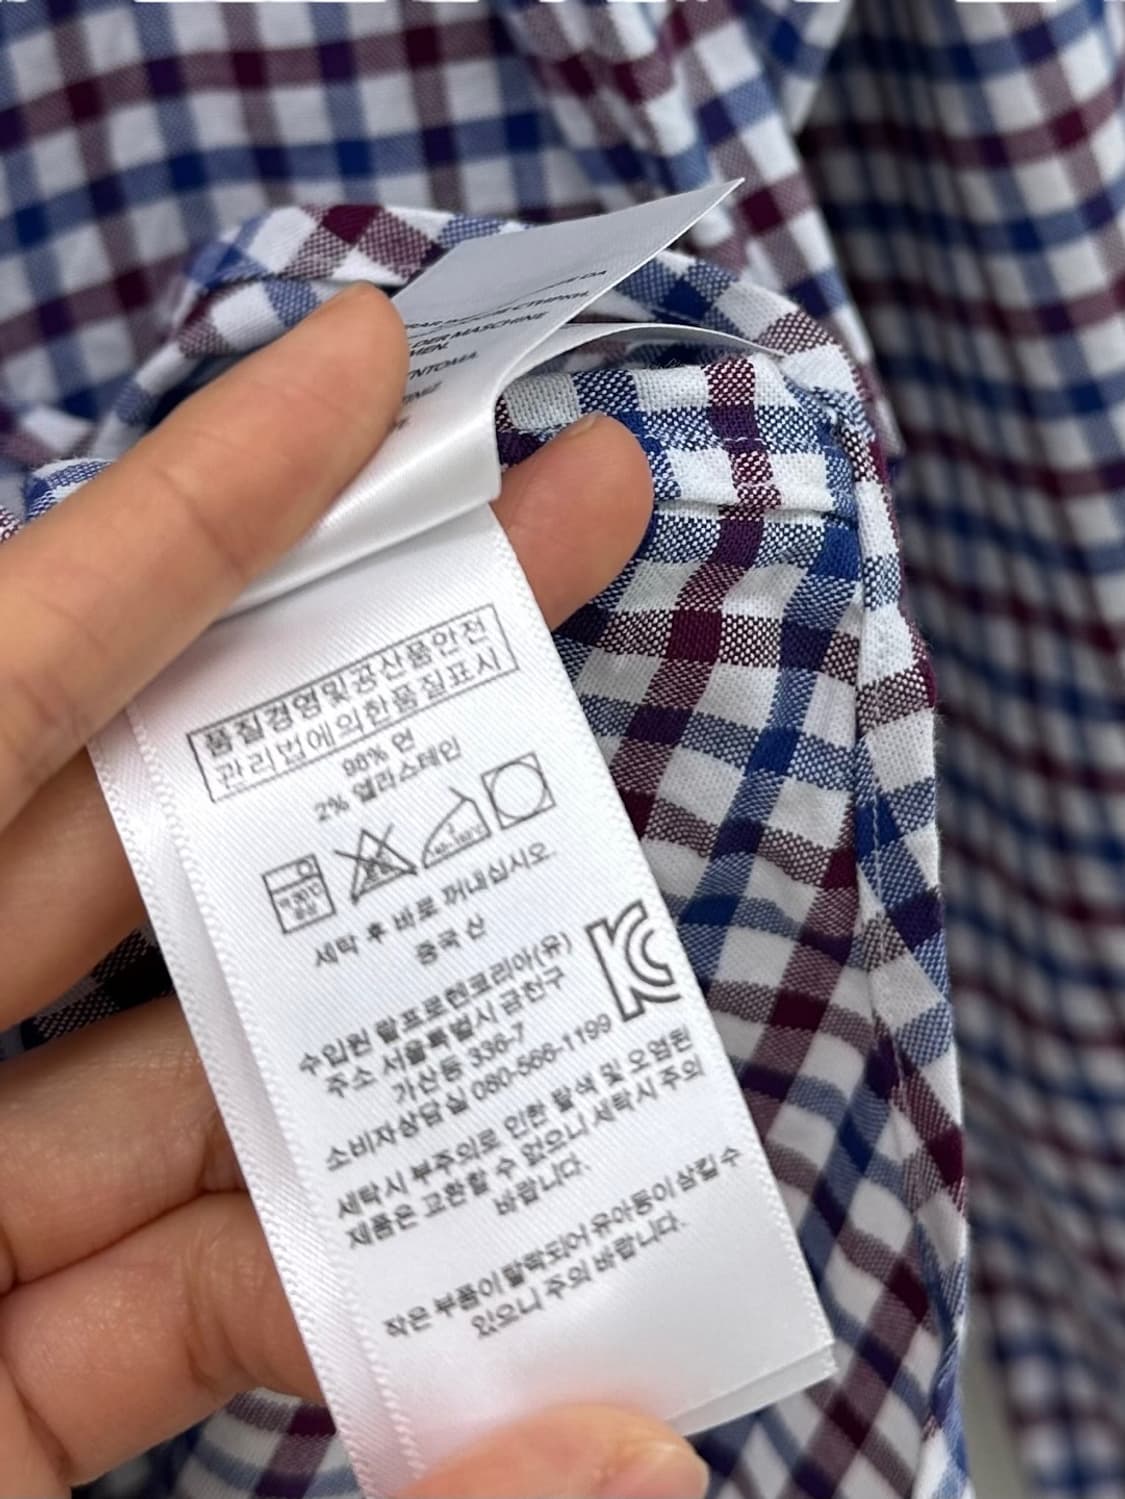 DER MASCHINE
품질경영및공산품안전
관리법에의한품질표시
98% 면
2% 엘라스테인
세탁 후 바로 꺼내십시오.
중국 산
수입원 랄프로렌코리아(유)
주소 서울특별시 금천구
가산동 336-7
소비자상담실 080-566-1199
세탁시 부주의로 인한 탈색 및 오염된
제품은 교환할 수 없으니 세탁시 주의
바랍니다.
작은 부품이 탈락되어 유아동이 삼킬 수
있으니 주의 바랍니다.